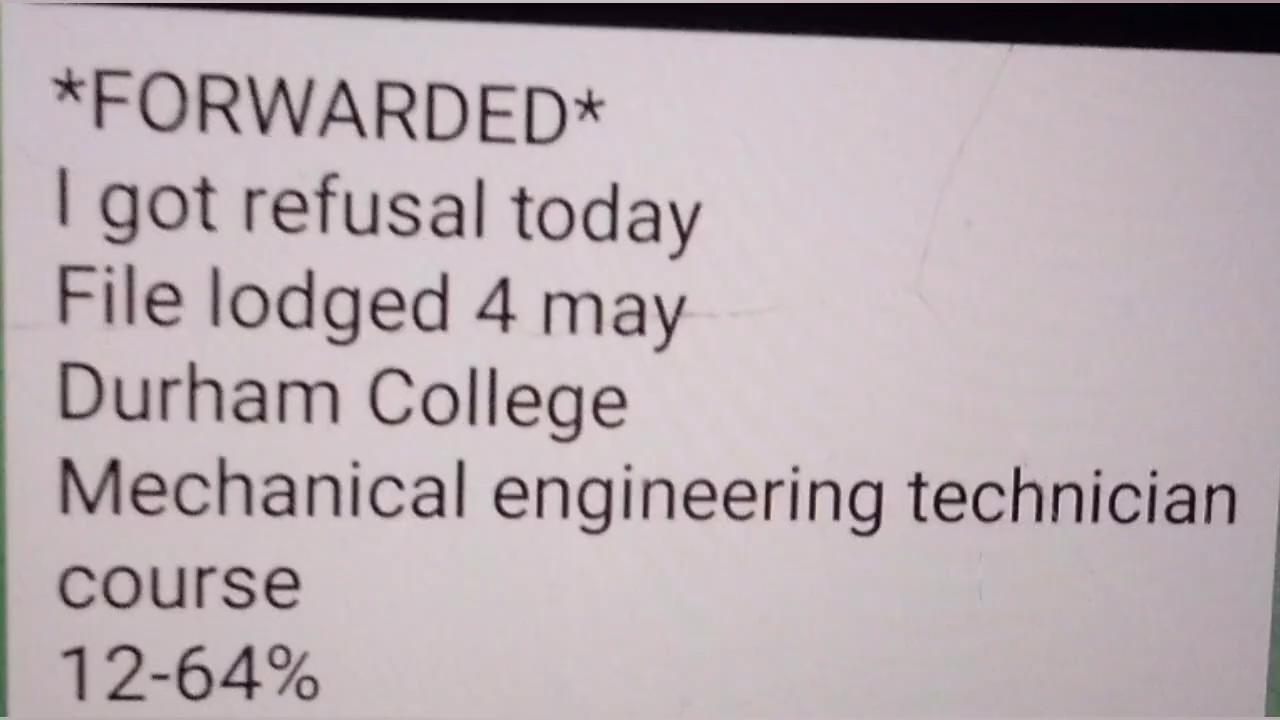 *FORWARDED*
I got refusal today
File lodged 4 may
Durham College
Mechanical engineering technician
course
12-64%